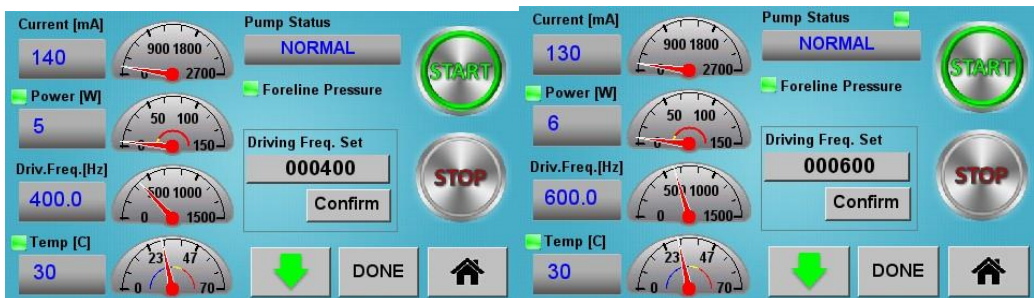 Current [mA]
140
0 900 1800 2700
Pump Status
NORMAL
START
Power [W]
5
0 50 100 150
Foreline Pressure
Driv.Freq.[Hz]
400.0
0 500 1000 1500
Driving Freq. Set
000400
Confirm
STOP
Temp [C]
30
0 23 47 70
DONE
Current [mA]
130
0 900 1800 2700
Pump Status
NORMAL
START
Power [W]
6
0 50 100 150
Foreline Pressure
Driv.Freq.[Hz]
600.0
0 500 1000 1500
Driving Freq. Set
000600
Confirm
STOP
Temp [C]
30
0 23 47 70
DONE